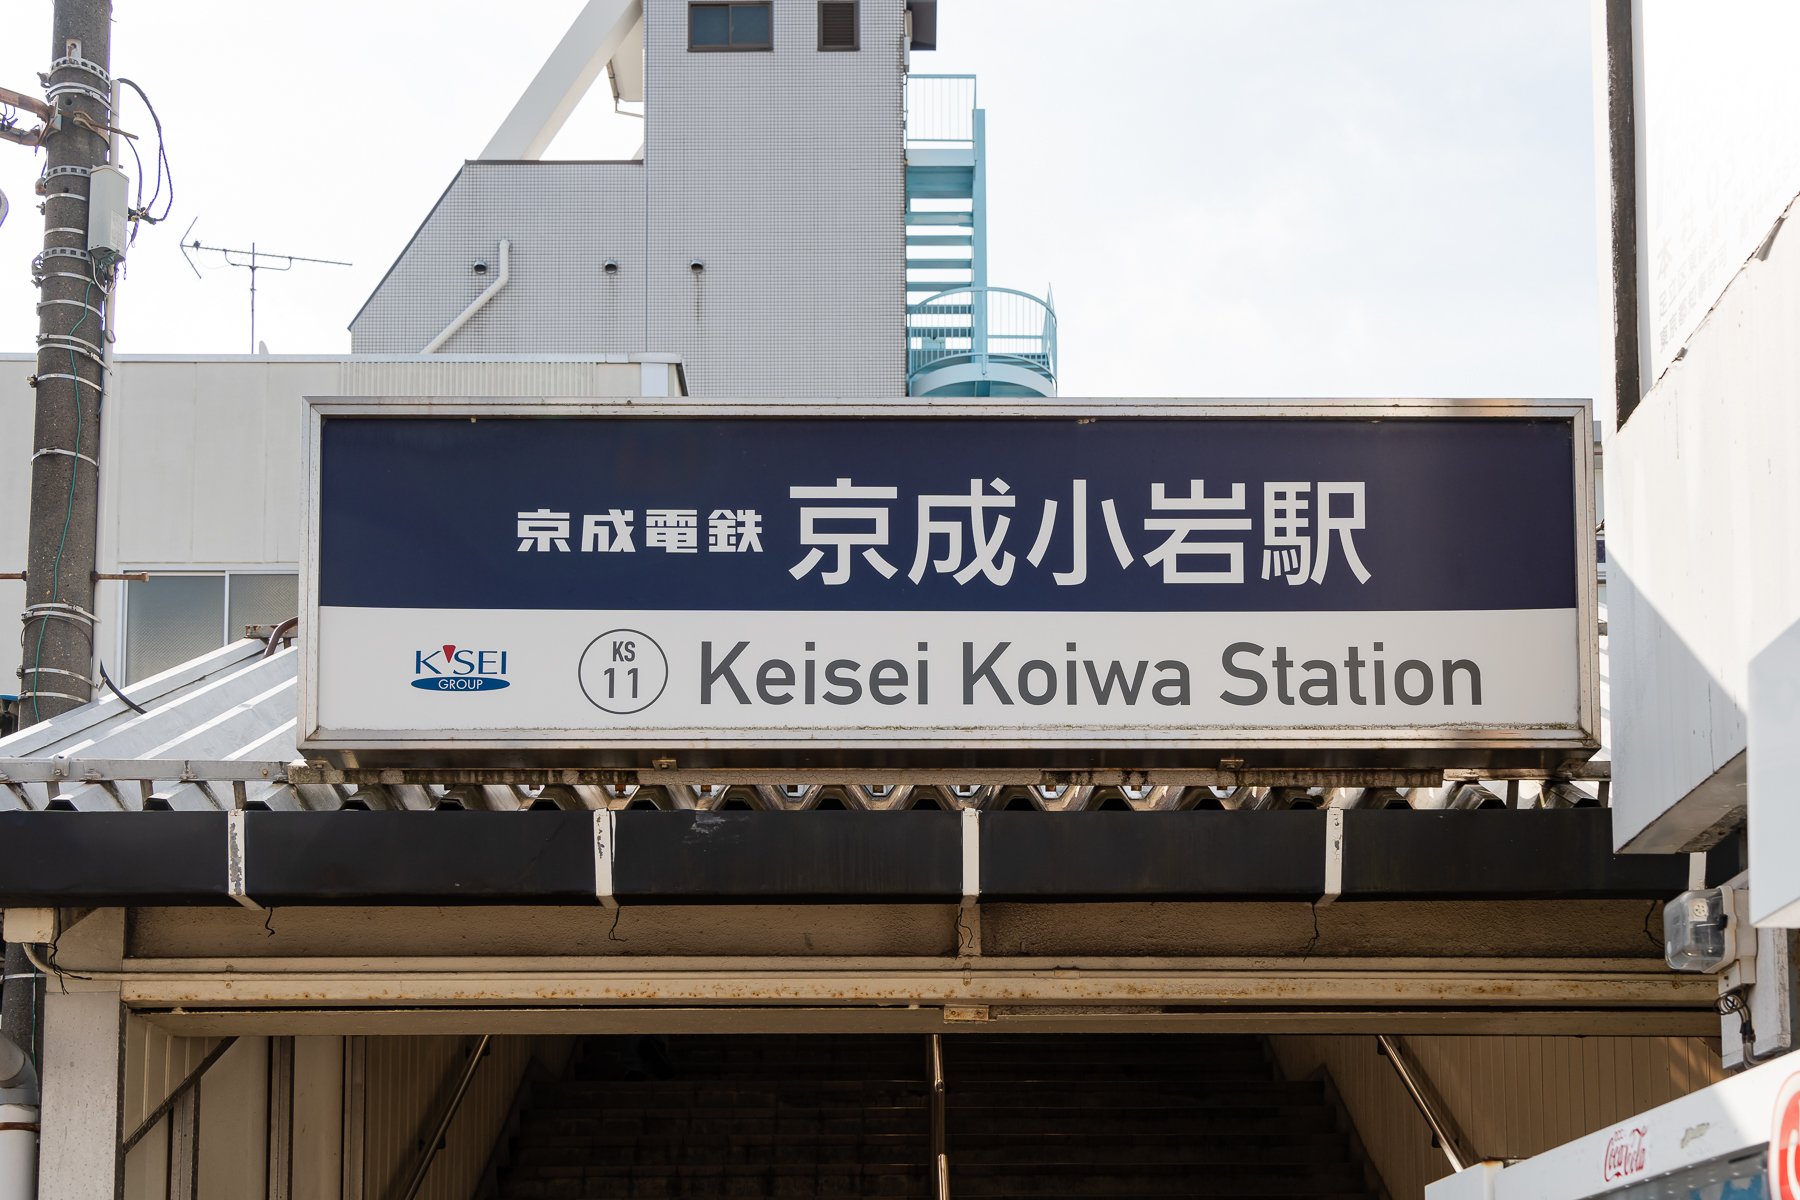 京成電鉄 京成小岩駅
K'SEI GROUP
KS 11
Keisei Koiwa Station
Coca-Cola